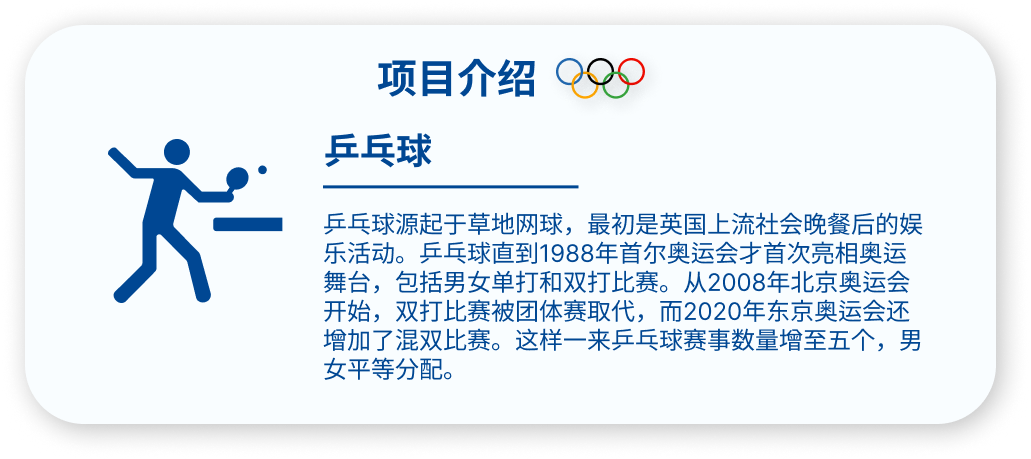 项目介绍
乒乓球
乒乓球源起于草地网球，最初是英国上流社会晚餐后的娱
乐活动。乒乓球直到1988年首尔奥运会才首次亮相奥运
舞台，包括男女单打和双打比赛。从2008年北京奥运会
开始，双打比赛被团体赛取代，而2020年东京奥运会还
增加了混双比赛。这样一来乒乓球赛事数量增至五个，男
女平等分配。